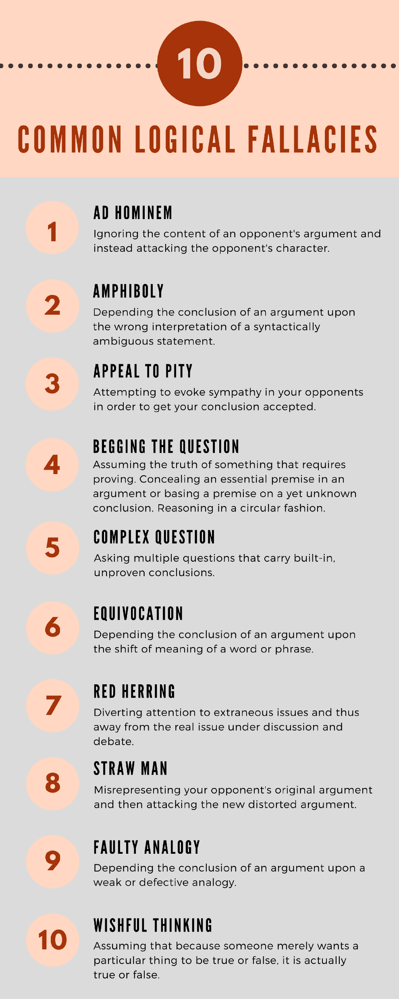 10
COMMON LOGICAL FALLACIES
1
AD HOMINEM
Ignoring the content of an opponent's argument and
instead attacking the opponent's character.
2
AMPHIBOLY
Depending the conclusion of an argument upon
the wrong interpretation of a syntactically
ambiguous statement.
3
APPEAL TO PITY
Attempting to evoke sympathy in your opponents
in order to get your conclusion accepted.
4
BEGGING THE QUESTION
Assuming the truth of something that requires
proving. Concealing an essential premise in an
argument or basing a premise on a yet unknown
conclusion. Reasoning in a circular fashion.
5
COMPLEX QUESTION
Asking multiple questions that carry built-in,
unproven conclusions.
6
EQUIVOCATION
Depending the conclusion of an argument upon
the shift of meaning of a word or phrase.
7
RED HERRING
Diverting attention to extraneous issues and thus
away from the real issue under discussion and
debate.
8
STRAW MAN
Misrepresenting your opponent's original argument
and then attacking the new distorted argument.
9
FAULTY ANALOGY
Depending the conclusion of an argument upon a
weak or defective analogy.
10
WISHFUL THINKING
Assuming that because someone merely wants a
particular thing to be true or false, it is actually
true or false.